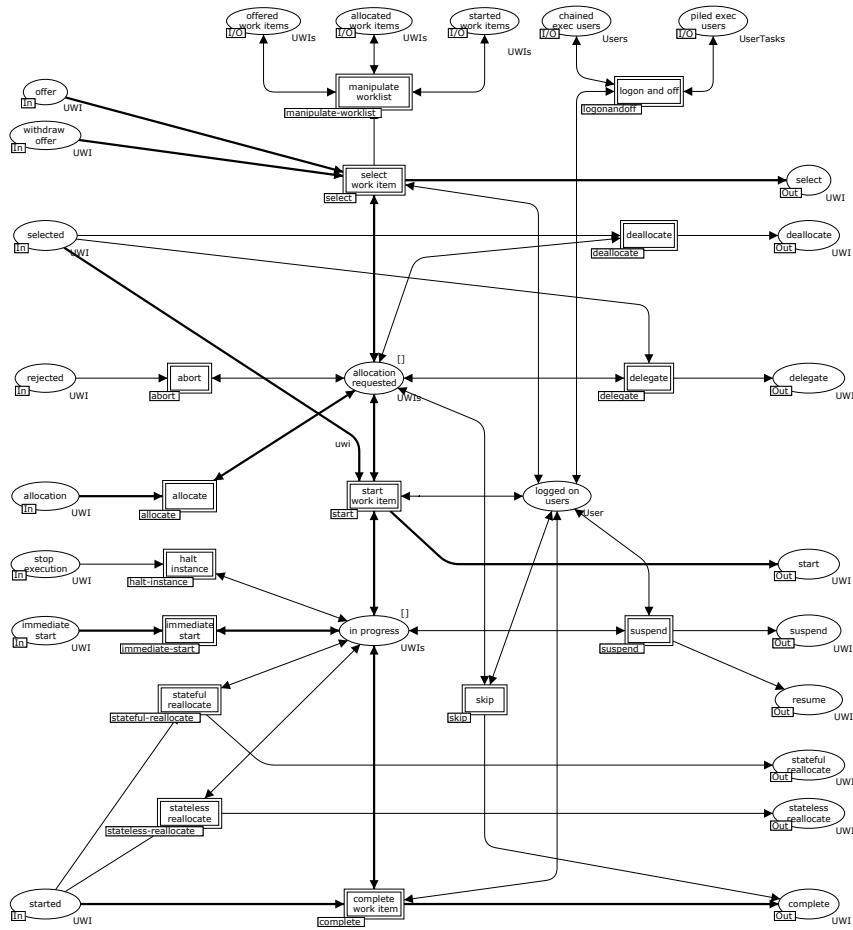 offered
work items
I/O
UWIs
allocated
work items
I/O
UWIs
started
work items
I/O
UWIs
chained
exec users
I/O
Users
piled exec
users
I/O
UserTasks
manipulate
worklist
manipulate-worklist
logon and off
logonandoff
offer
In
UWI
withdraw
offer
In
UWI
select
work item
select
select
Out
UWI
selected
In
UWI
deallocate
deallocate
deallocate
Out
UWI
rejected
In
UWI
abort
abort
[]
allocation
requested
UWIs
delegate
delegate
delegate
Out
UWI
uwi
allocation
In
UWI
allocate
allocate
start
work item
start
logged on
users
User
stop
execution
In
UWI
halt
instance
halt-instance
start
Out
UWI
immediate
start
In
UWI
immediate
start
immediate-start
[]
in progress
UWIs
suspend
suspend
suspend
Out
UWI
stateful
reallocate
stateful-reallocate
skip
skip
resume
Out
UWI
stateful
reallocate
Out
UWI
stateless
reallocate
stateless-reallocate
stateless
reallocate
Out
UWI
started
In
UWI
complete
work item
complete
complete
Out
UWI